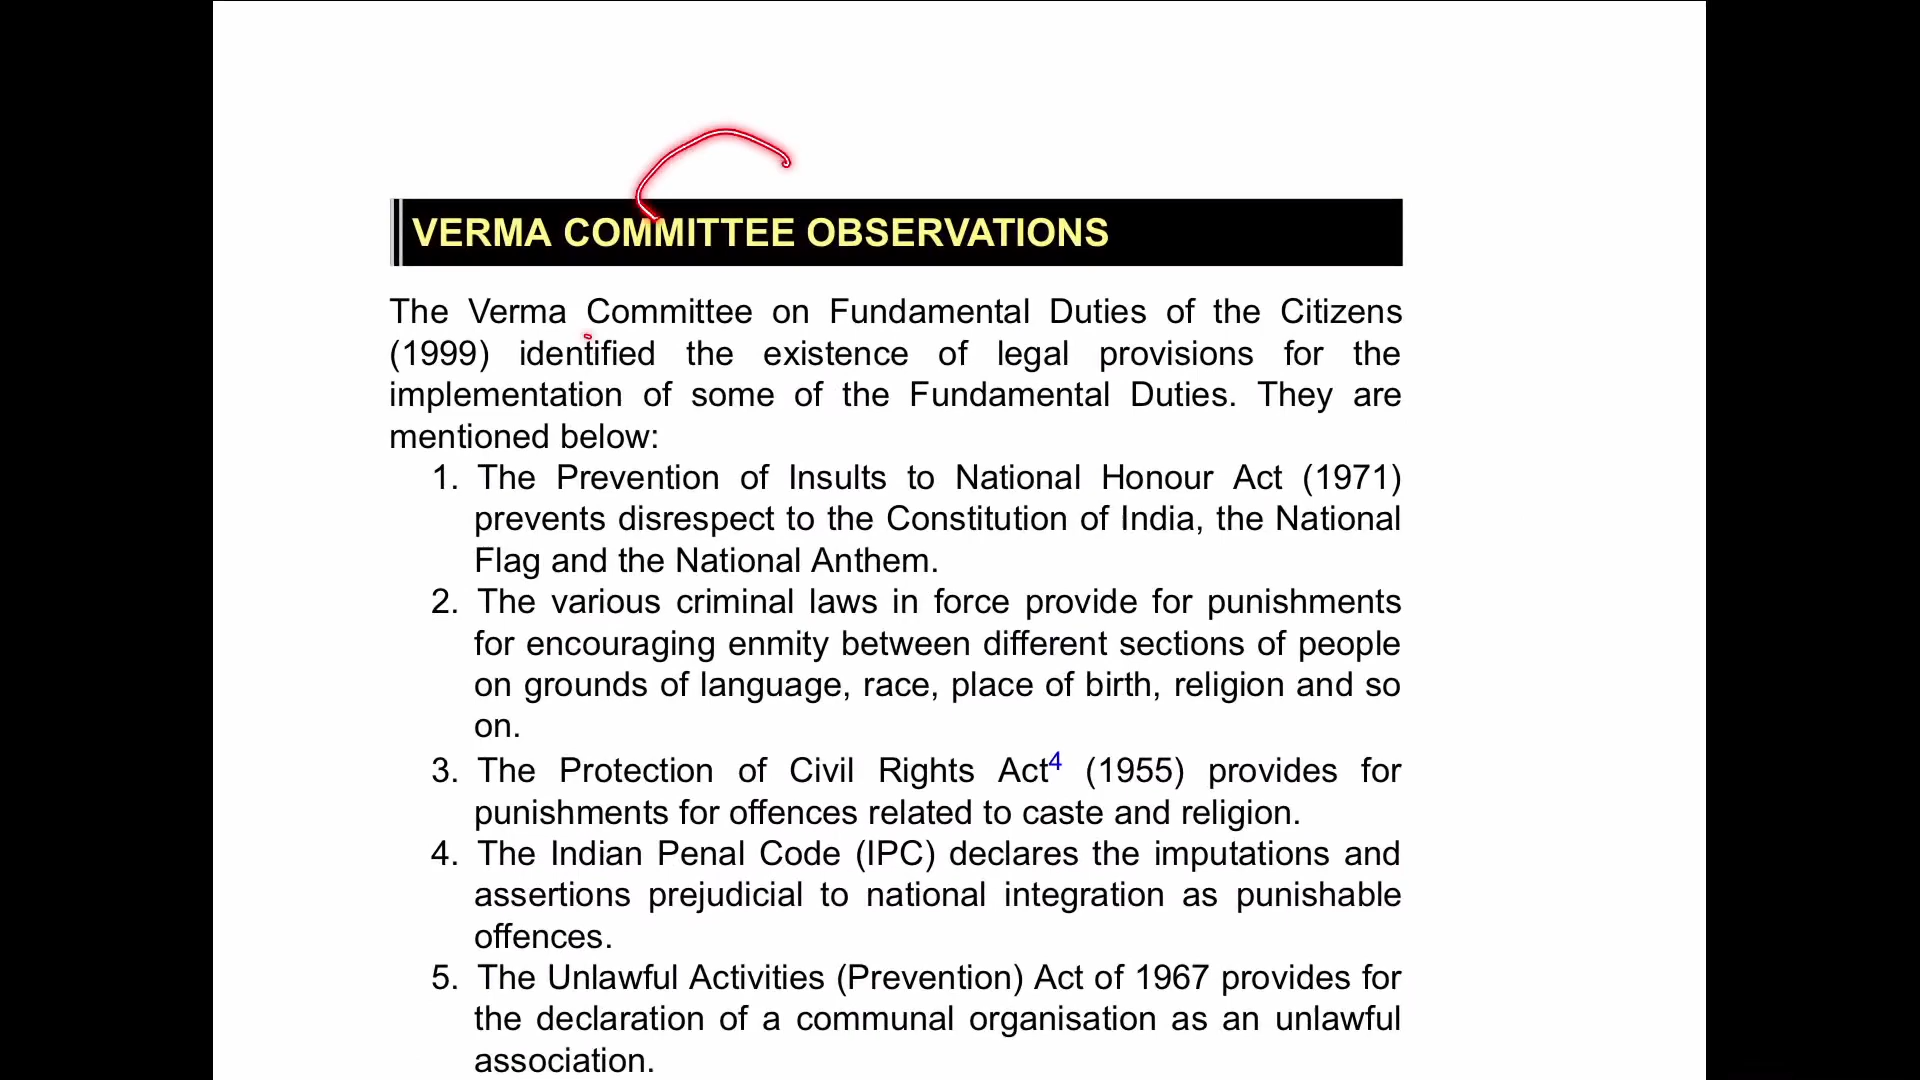 VERMA COMMITTEE OBSERVATIONS
The Verma Committee on Fundamental Duties of the Citizens
(1999) identified the existence of legal provisions for the
implementation of some of the Fundamental Duties. They are
mentioned below:
1. The Prevention of Insults to National Honour Act (1971)
prevents disrespect to the Constitution of India, the National
Flag and the National Anthem.
2. The various criminal laws in force provide for punishments
for encouraging enmity between different sections of people
on grounds of language, race, place of birth, religion and so
on.
3. The Protection of Civil Rights Act4 (1955) provides for
punishments for offences related to caste and religion.
4. The Indian Penal Code (IPC) declares the imputations and
assertions prejudicial to national integration as punishable
offences.
5. The Unlawful Activities (Prevention) Act of 1967 provides for
the declaration of a communal organisation as an unlawful
association.